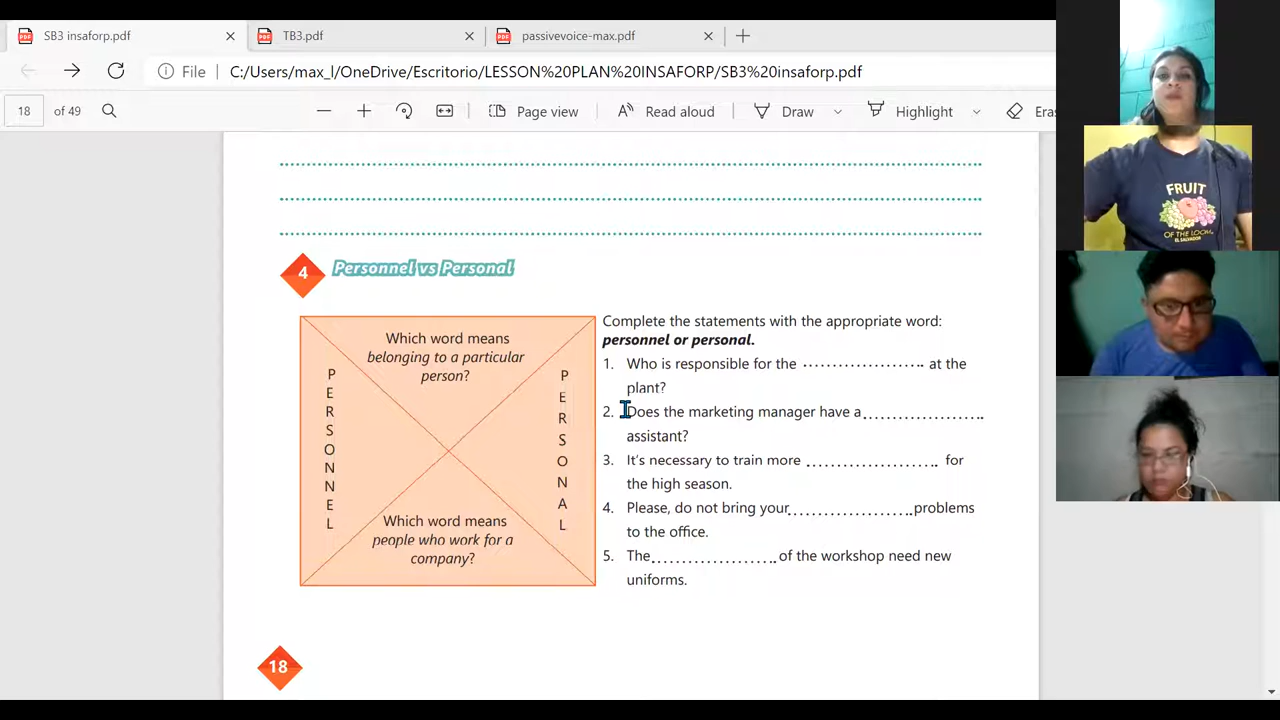 SB3 insaforp.pdf
TB3.pdf
passivevoice-max.pdf
File
C:/Users/max_l/OneDrive/Escritorio/LESSON%20PLAN%20INSAFORP/SB3%20insaforp.pdf
18 of 49
Page view
Read aloud
Draw
Highlight
Eras
4
Personnel vs Personal
Which word means
belonging to a particular
person?
PERSONNEL
PERSONAL
Which word means
people who work for a
company?
Complete the statements with the appropriate word:
personnel or personal.
1. Who is responsible for the ..................... at the
plant?
2. Does the marketing manager have a.....................
assistant?
3. It's necessary to train more ....................... for
the high season.
4. Please, do not bring your......................problems
to the office.
5. The......................of the workshop need new
uniforms.
18
FRUIT
OF THE LOOM
EL SALVADOR